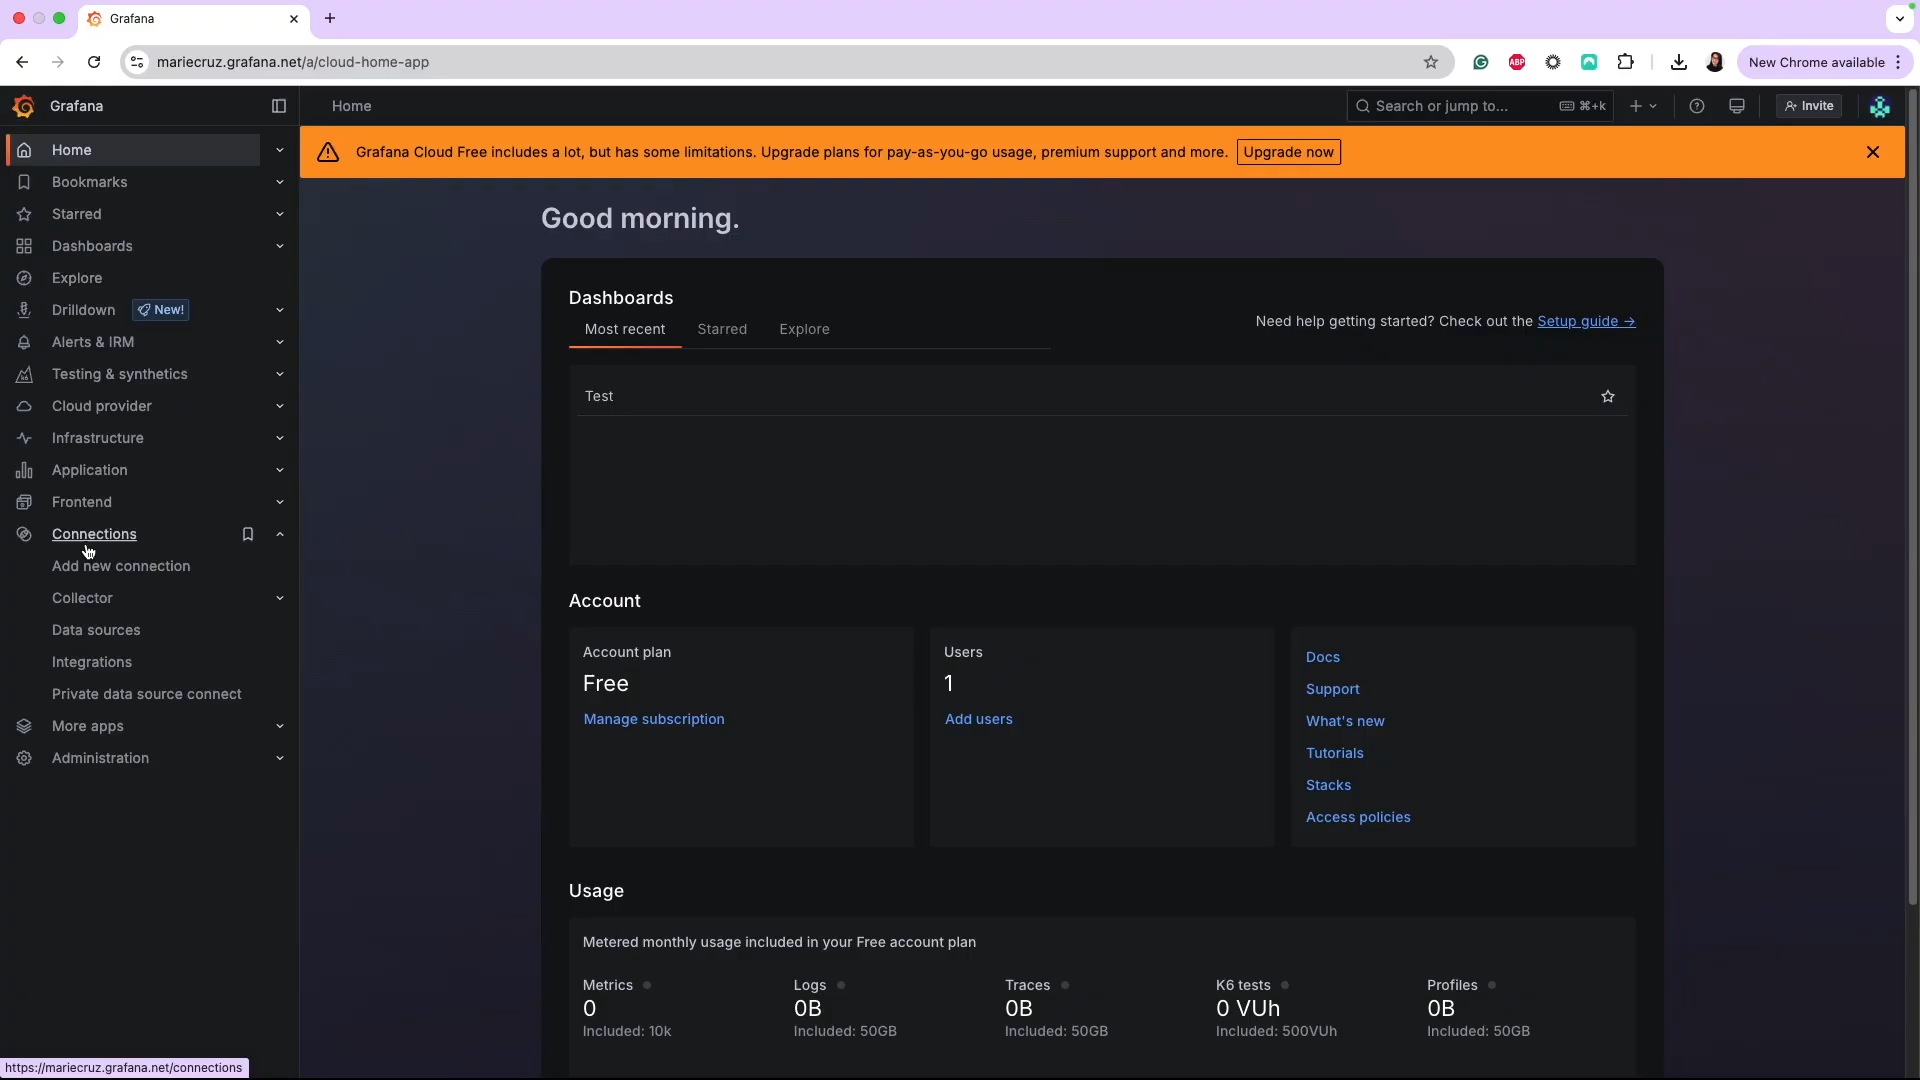 Grafana
mariecruz.grafana.net/a/cloud-home-app
New Chrome available
Grafana
Home
Search or jump to...
⌘+k
Invite
Home
Bookmarks
Starred
Dashboards
Explore
Drilldown New!
Alerts & IRM
Testing & synthetics
Cloud provider
Infrastructure
Application
Frontend
Connections
Add new connection
Collector
Data sources
Integrations
Private data source connect
More apps
Administration
Grafana Cloud Free includes a lot, but has some limitations. Upgrade plans for pay-as-you-go usage, premium support and more. Upgrade now
Good morning.
Dashboards
Most recent Starred Explore
Need help getting started? Check out the Setup guide →
Test
Account
Account plan
Free
Manage subscription
Users
1
Add users
Docs
Support
What's new
Tutorials
Stacks
Access policies
Usage
Metered monthly usage included in your Free account plan
Metrics
0
Included: 10k
Logs
0B
Included: 50GB
Traces
0B
Included: 50GB
K6 tests
0 VUh
Included: 500VUh
Profiles
0B
Included: 50GB
https://mariecruz.grafana.net/connections
ABP